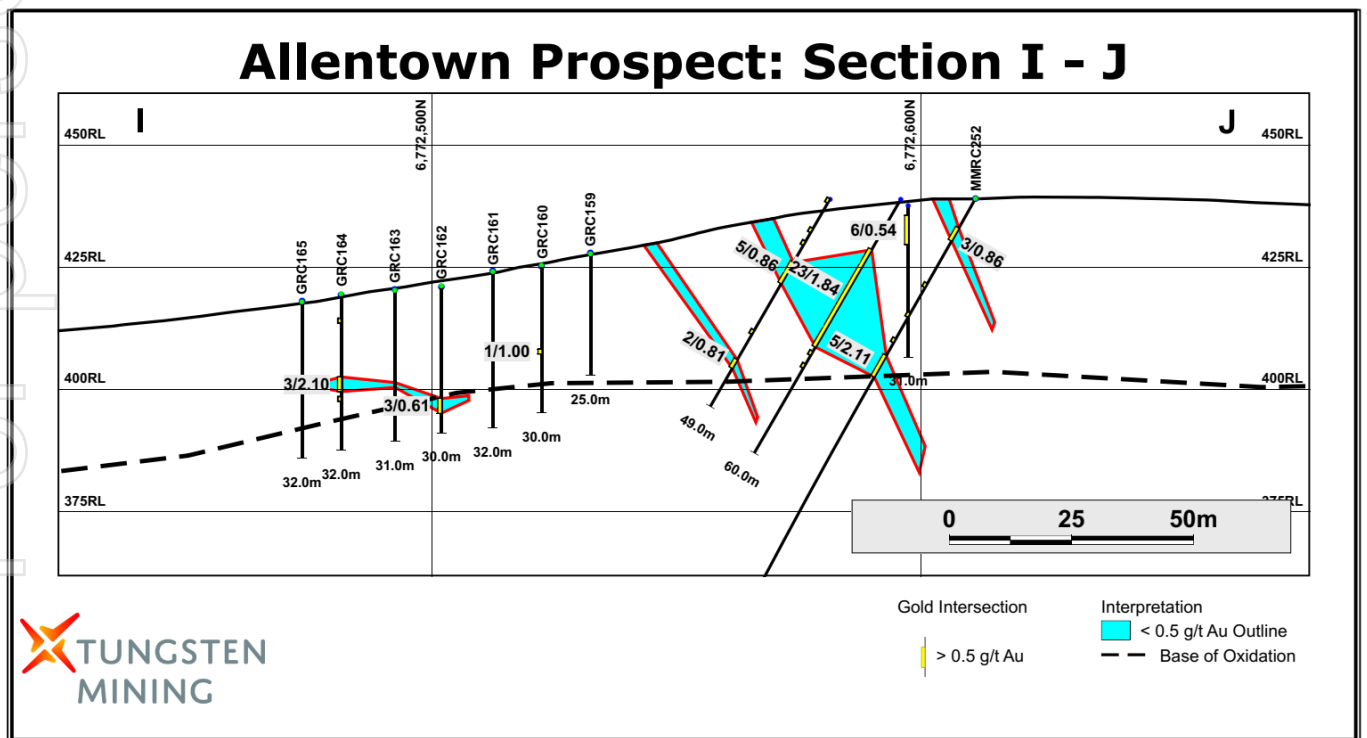 Allentown Prospect: Section I - J
I
J
6,772,500N
6,772,600N
450RL
450RL
MMRC252
GRC165
GRC164
GRC163
GRC162
GRC161
GRC160
GRC159
425RL
425RL
6/0.54
5/0.86
23/1.84
3/0.86
1/1.00
2/0.81
5/2.11
400RL
400RL
3/2.10
3/0.61
25.0m
31.0m
49.0m
30.0m
32.0m
30.0m
31.0m
32.0m
32.0m
60.0m
375RL
375RL
0 25 50m
Gold Intersection
> 0.5 g/t Au
Interpretation
< 0.5 g/t Au Outline
Base of Oxidation
TUNGSTEN
MINING